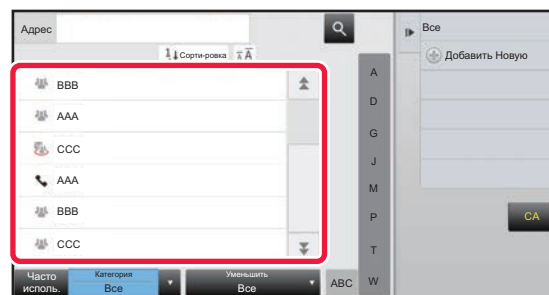 Адрес
Сорти-ровка
BBB
AAA
CCC
AAA
BBB
CCC
A
D
G
J
M
P
T
W
Часто исполь.
Категория
Все
Уменьшить
Все
ABC
Все
Добавить Новую
CA